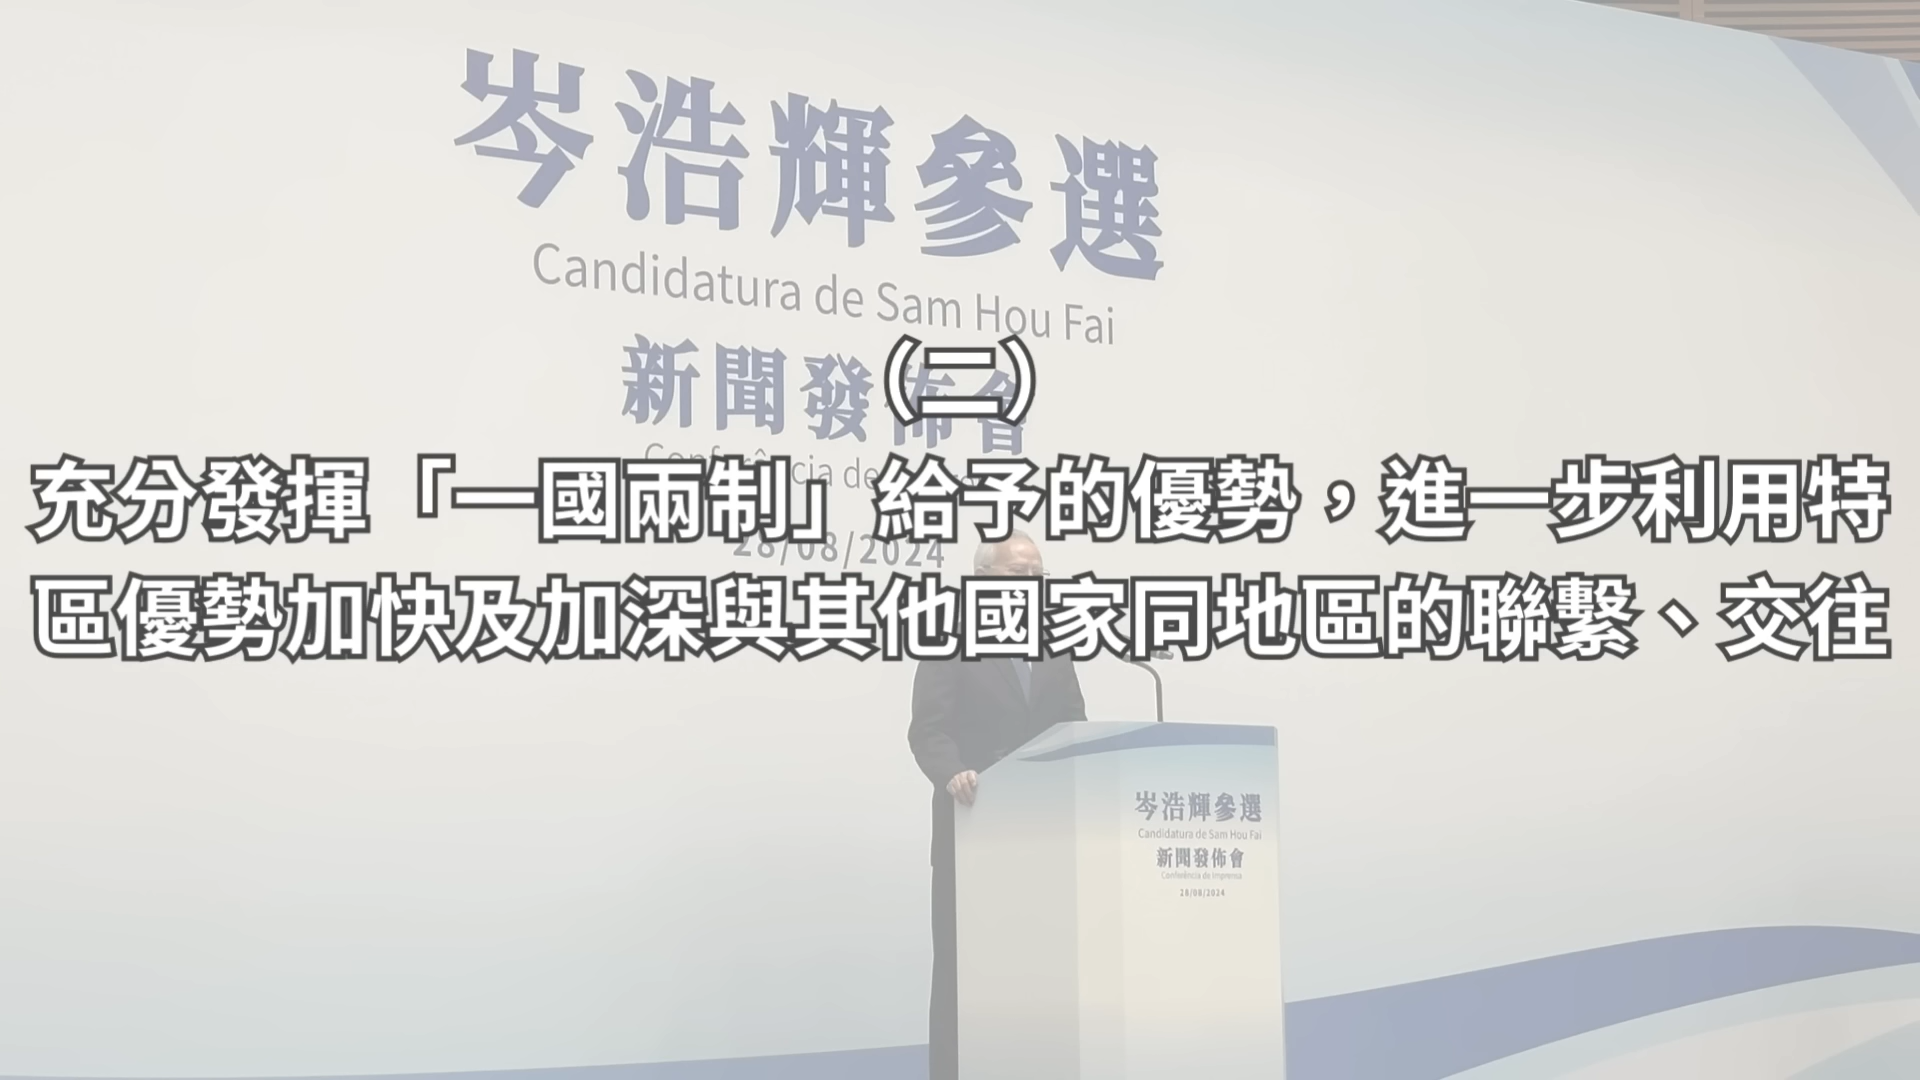 岑浩輝參選
Candidatura de Sam Hou Fai
新聞發佈會
28/08/2024
（二）
充分發揮「一國兩制」給予的優勢，進一步利用特
區優勢加快及加深與其他國家同地區的聯繫、交往
岑浩輝參選
Candidatura de Sam Hou Fai
新聞發佈會
Conferência de Imprensa
28/08/2024